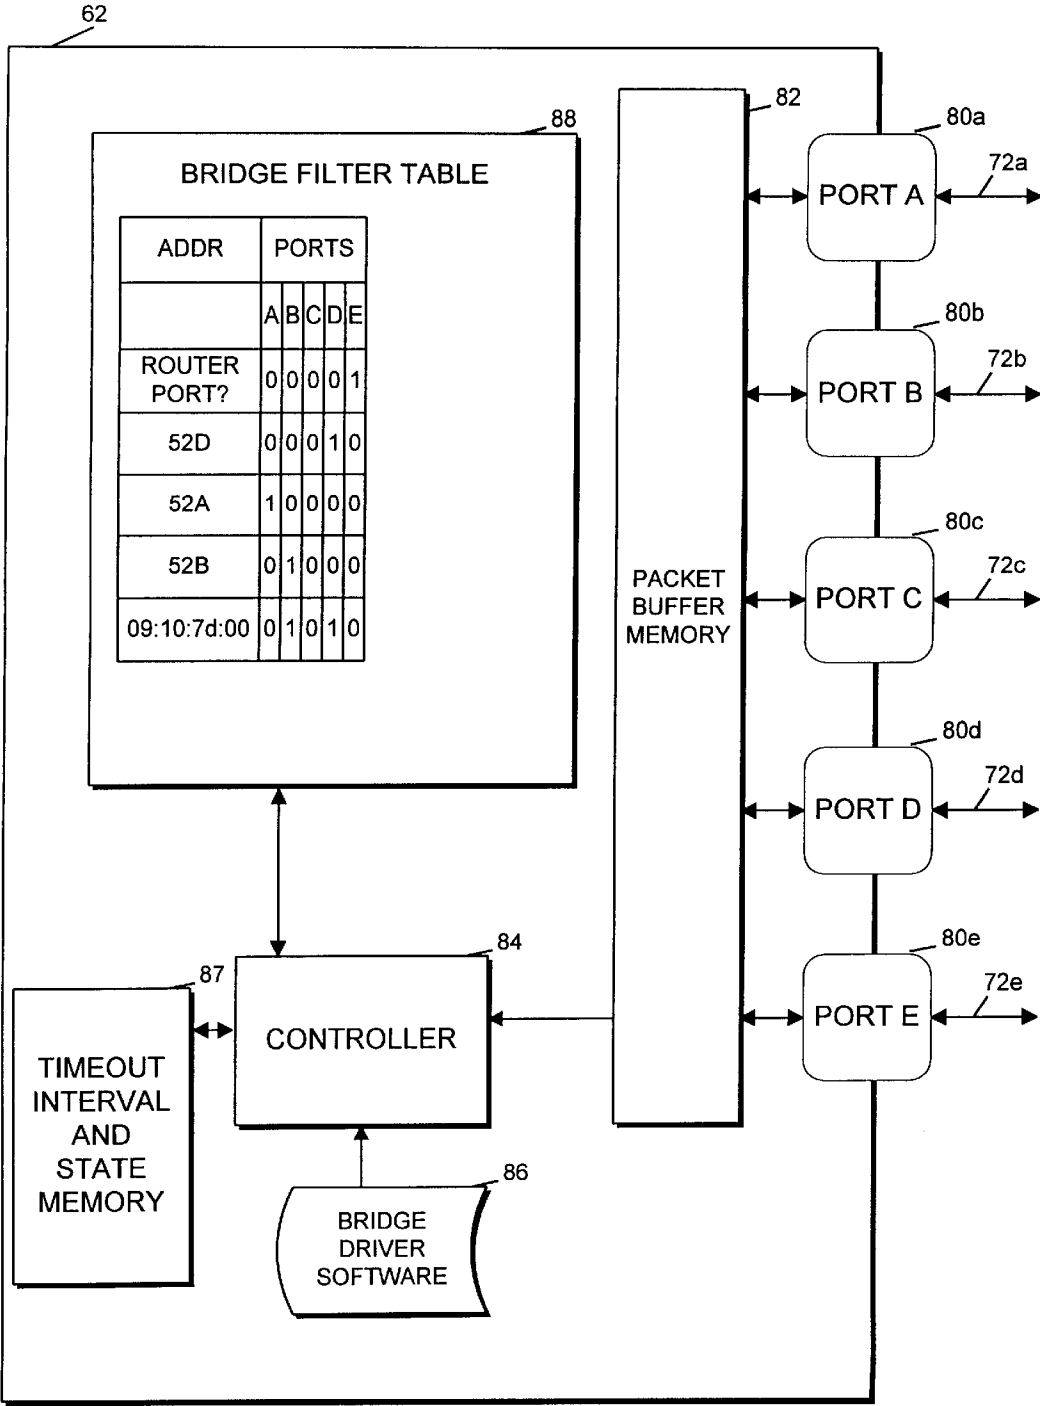 62
88
BRIDGE FILTER TABLE
ADDR PORTS
A B C D E
ROUTER
PORT?
0 0 0 0 1
52D 0 0 0 1 0
52A 1 0 0 0 0
52B 0 1 0 0 0
09:10:7d:00 0 1 0 1 0
82
PACKET
BUFFER
MEMORY
80a
PORT A
72a
80b
PORT B
72b
80c
PORT C
72c
80d
PORT D
72d
80e
PORT E
72e
84
CONTROLLER
87
TIMEOUT
INTERVAL
AND
STATE
MEMORY
86
BRIDGE
DRIVER
SOFTWARE